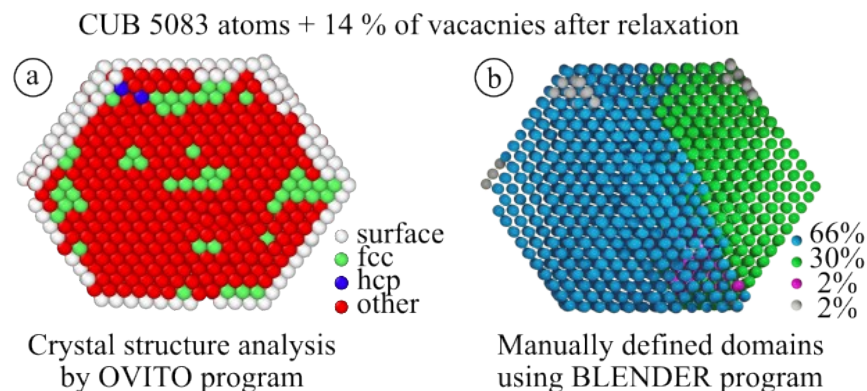 CUB 5083 atoms + 14 % of vacacnies after relaxation
a
surface
fcc
hcp
other
Crystal structure analysis
by OVITO program
b
66%
30%
2%
2%
Manually defined domains
using BLENDER program